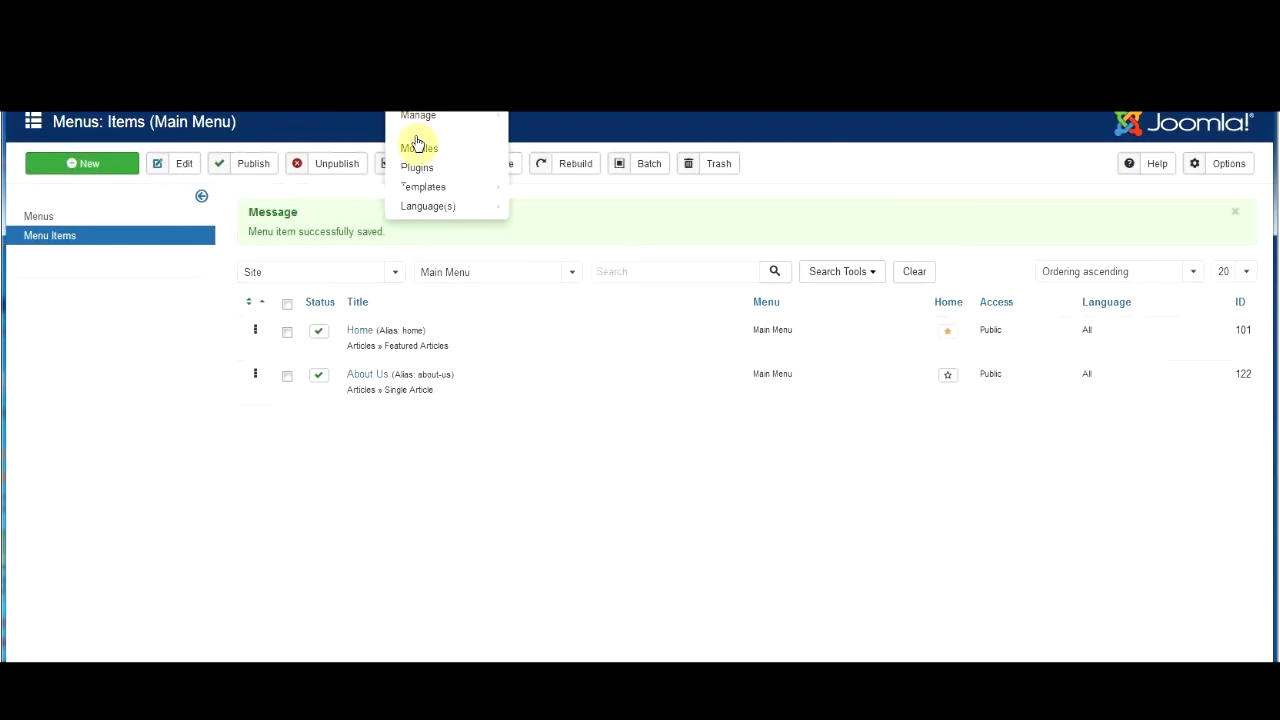 Manage
Menus: Items (Main Menu)
Joomla!
Modules
New
Edit
Publish
Unpublish
Rebuild
Batch
Trash
Help
Options
Plugins
Templates
Language(s)
Menus
Menu Items
Message
Menu item successfully saved.
Site
Main Menu
Search
Search Tools
Clear
Ordering ascending
20
Status
Title
Menu
Home
Access
Language
ID
Home (Alias: home)
Main Menu
Public
All
101
Articles » Featured Articles
About Us (Alias: about-us)
Main Menu
Public
All
122
Articles » Single Article